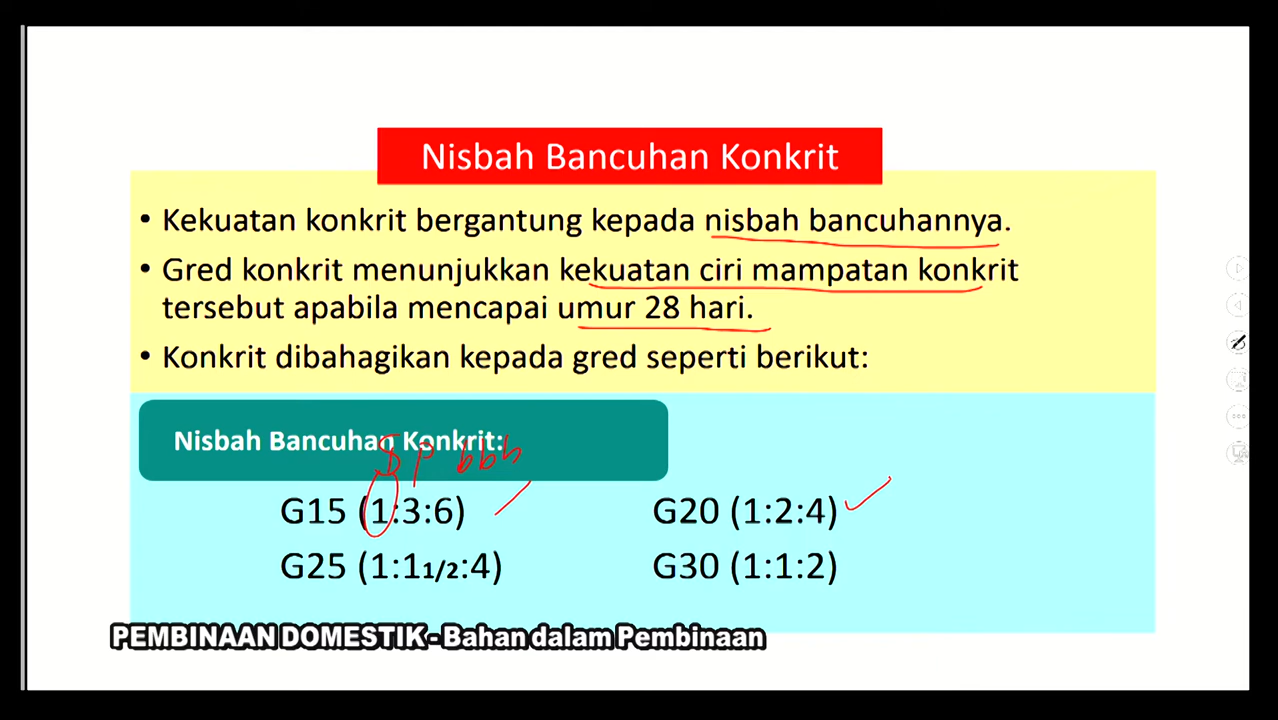 Nisbah Bancuhan Konkrit
• Kekuatan konkrit bergantung kepada nisbah bancuhannya.
• Gred konkrit menunjukkan kekuatan ciri mampatan konkrit
tersebut apabila mencapai umur 28 hari.
• Konkrit dibahagikan kepada gred seperti berikut:
Nisbah Bancuhan Konkrit:
S P bbb
G15 (1:3:6) G20 (1:2:4)
G25 (1:11/2:4) G30 (1:1:2)
PEMBINAAN DOMESTIK - Bahan dalam Pembinaan